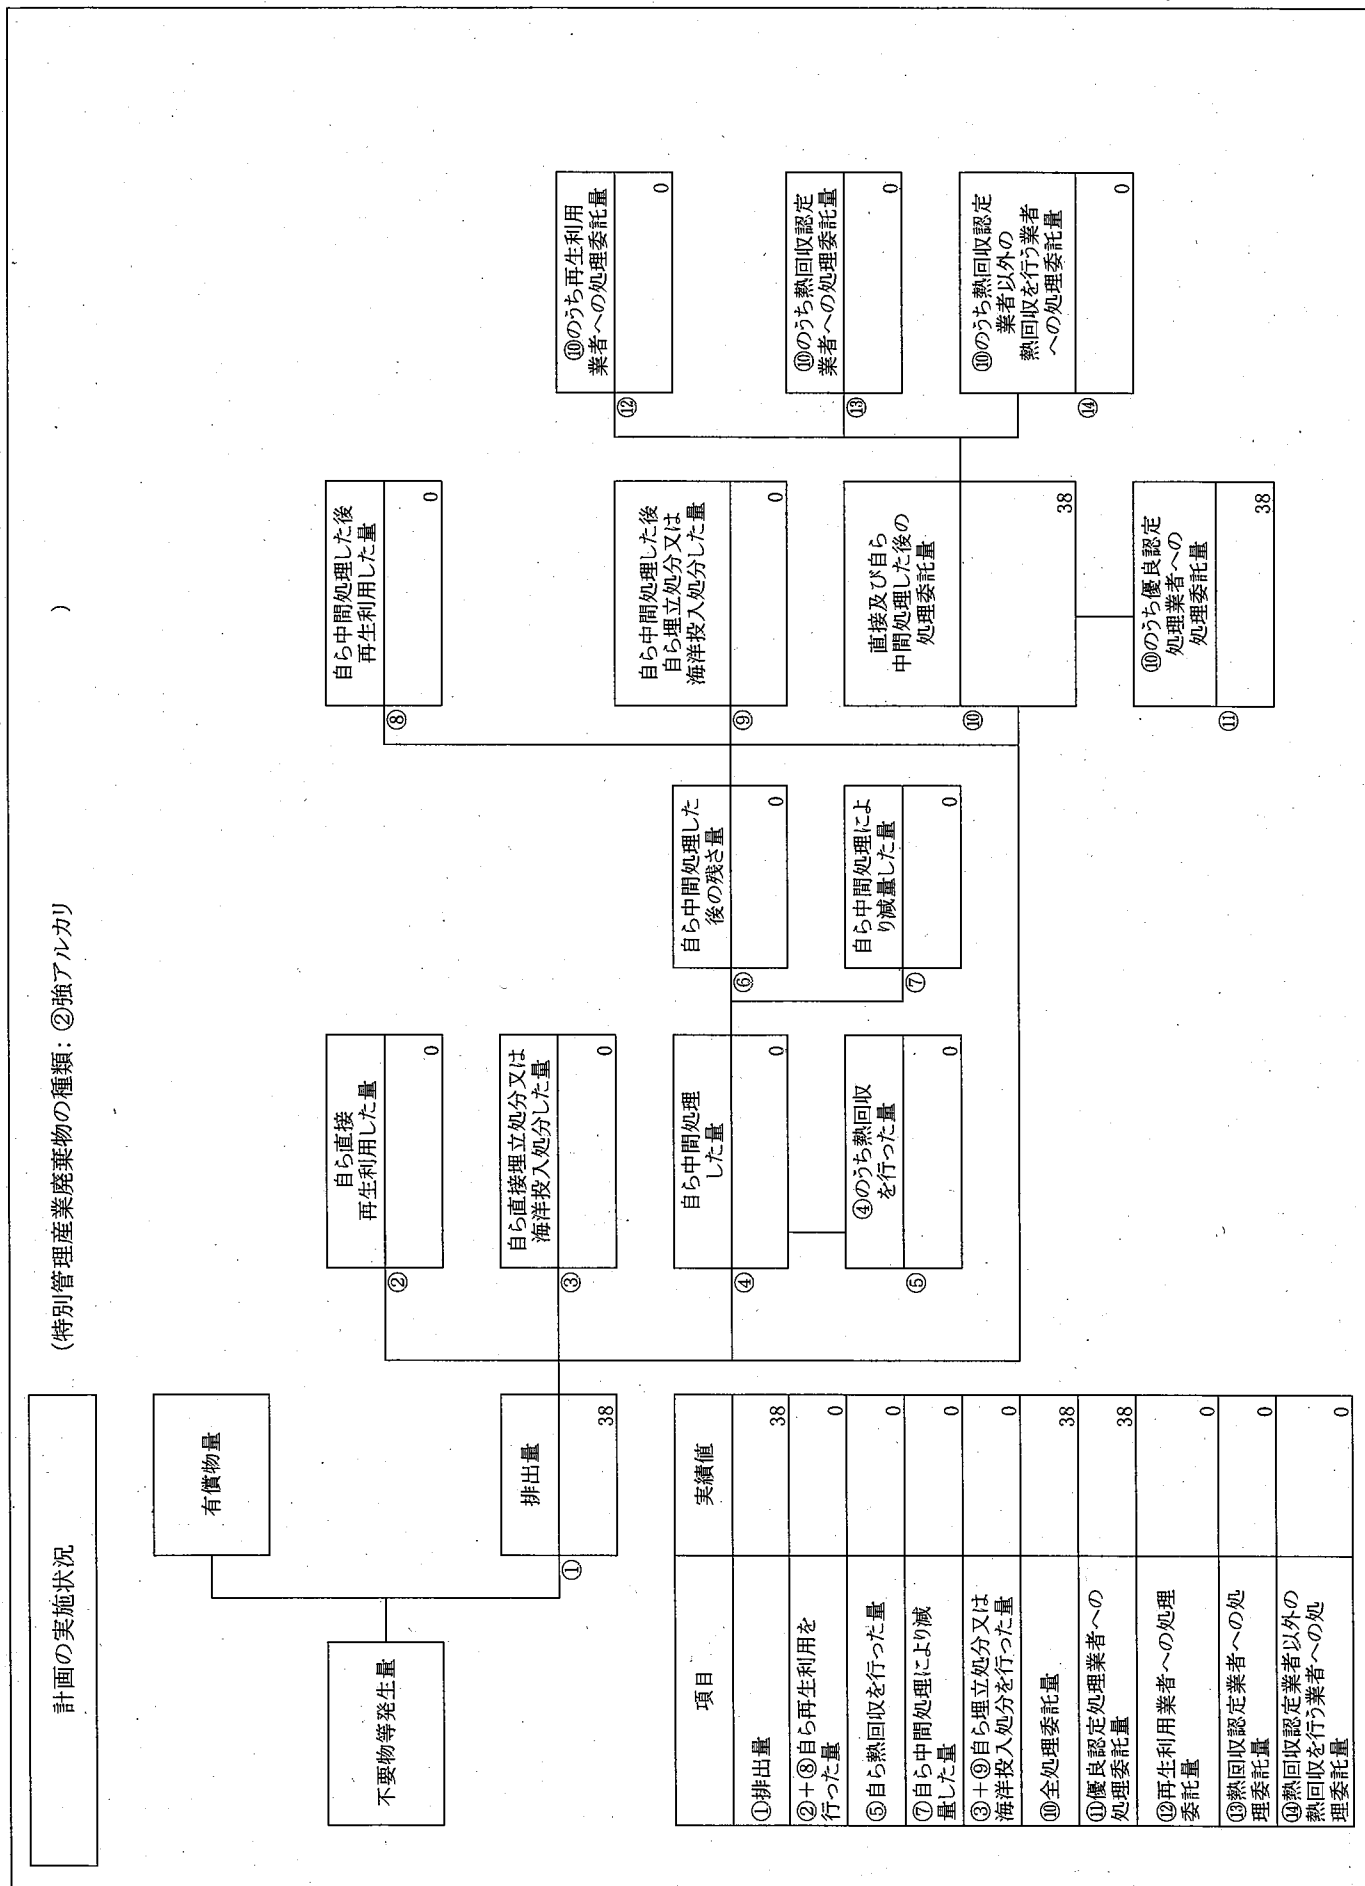 計画の実施状況
(特別管理産業廃棄物の種類：②強アルカリ
)
不要物等発生量
有償物量
①
排出量
38
②
自ら直接
再生利用した量
0
③
自ら直接埋立処分又は
海洋投入処分した量
0
④
自ら中間処理
した量
0
⑤
④のうち熱回収
を行った量
0
⑥
自ら中間処理した
後の残さ量
0
⑦
自ら中間処理によ
り減量した量
0
⑧
自ら中間処理した後
再生利用した量
0
⑨
自ら中間処理した後
自ら埋立処分又は
海洋投入処分した量
0
⑩
直接及び自ら
中間処理した後の
処理委託量
38
⑪
⑩のうち優良認定
処理業者への
処理委託量
38
⑫
⑩のうち再生利用
業者への処理委託量
0
⑬
⑩のうち熱回収認定
業者への処理委託量
0
⑭
⑩のうち熱回収認定
業者以外の
熱回収を行う業者
への処理委託量
0
項目 実績値
①排出量 38
②＋⑧自ら再生利用を
行った量 0
⑤自ら熱回収を行った量 0
⑦自ら中間処理により減
量した量 0
③＋⑨自ら埋立処分又は
海洋投入処分を行った量 0
⑩全処理委託量 38
⑪優良認定処理業者への
処理委託量 38
⑫再生利用業者への処理
委託量 0
⑬熱回収認定業者への処
理委託量 0
⑭熱回収認定業者以外の
熱回収を行う業者への処
理委託量 0